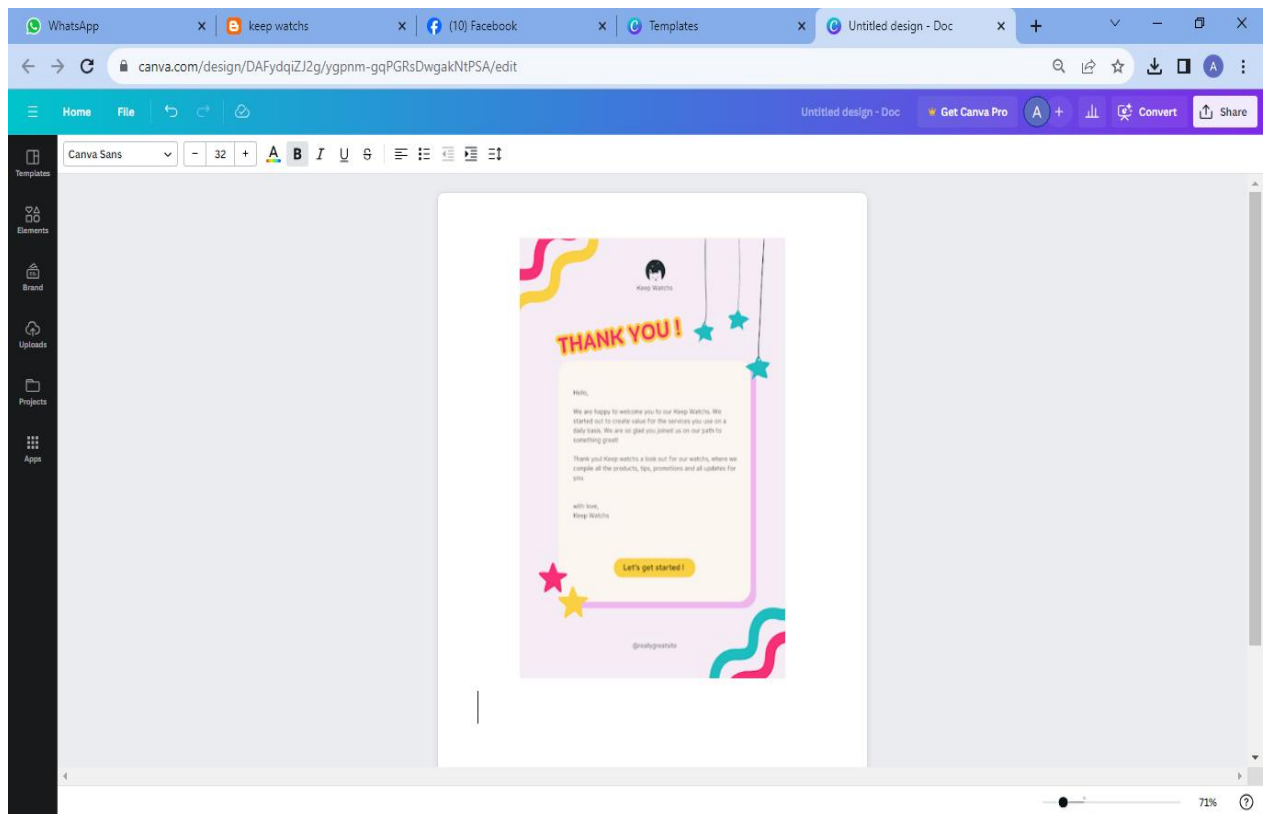 WhatsApp
keep watchs
(10) Facebook
Templates
Untitled design - Doc
canva.com/design/DAFydqiZJ2g/ygpnm-gqPGRsDwgakNtPSA/edit
A
Home File Untitled design - Doc Get Canva Pro A + Convert Share
Canva Sans - 32 + A B I U S
Templates
Elements
Brand
Uploads
Projects
Apps
Keep Watchs
THANK YOU !
Hello,
We are happy to welcome you to our Keep Watchs. We
started out to create value for the services you use on a
daily basis. We are so glad you joined us on our path to
something great!
Thank you! Keep watchs a look out for our watchs, where we
compile all the products, tips, promotions and all updates for
you.
with love,
Keep Watchs
Let's get started !
@reallygreatsite
71%